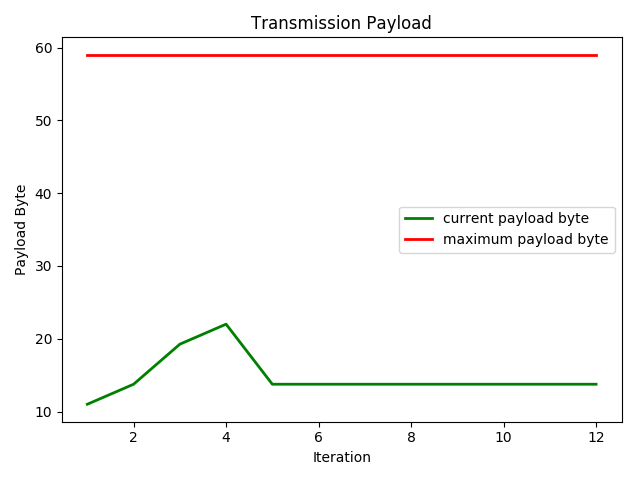 Transmission Payload
60
50
40
30
20
10
Payload Byte
current payload byte
maximum payload byte
2 4 6 8 10 12
Iteration